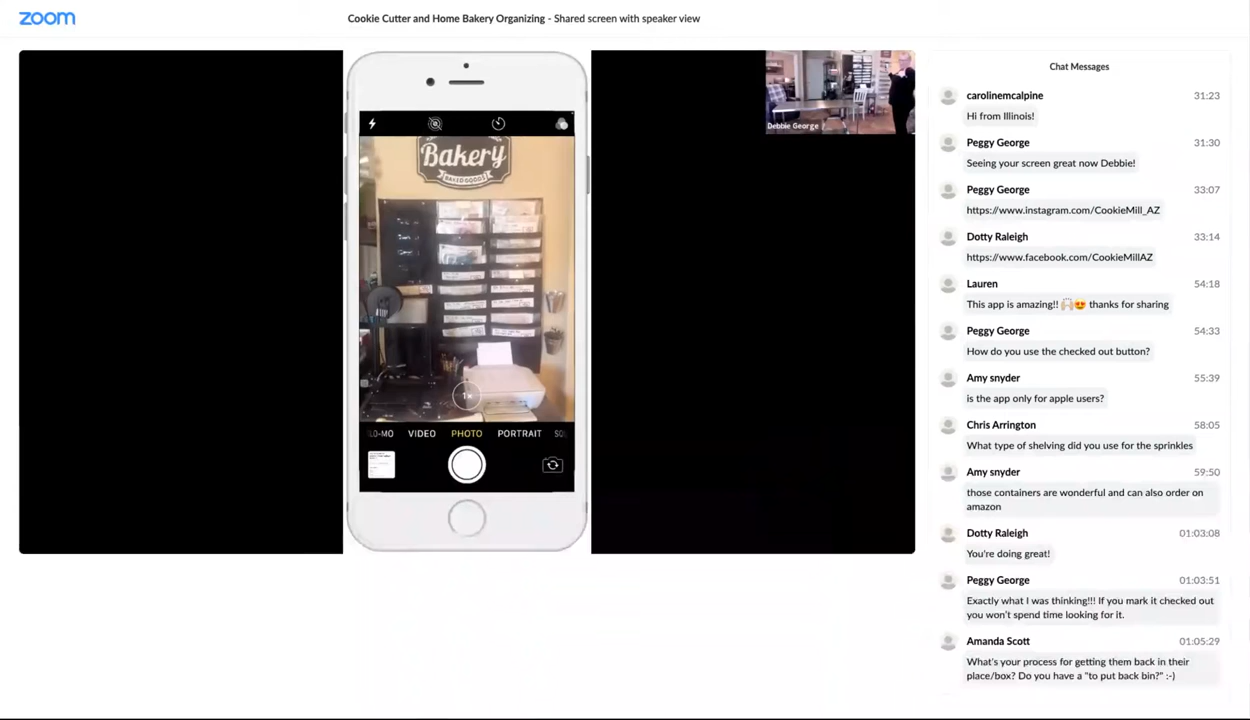 zoom
Cookie Cutter and Home Bakery Organizing - Shared screen with speaker view
Debbie George
Bakery
BAKED GOODS
1x
LO-MO VIDEO PHOTO PORTRAIT SQ
Chat Messages
carolinemcalpine 31:23
Hi from Illinois!
Peggy George 31:30
Seeing your screen great now Debbie!
Peggy George 33:07
https://www.instagram.com/CookieMill_AZ
Dotty Raleigh 33:14
https://www.facebook.com/CookieMillAZ
Lauren 54:18
This app is amazing!! 🙌🏻😍 thanks for sharing
Peggy George 54:33
How do you use the checked out button?
Amy snyder 55:39
is the app only for apple users?
Chris Arrington 58:05
What type of shelving did you use for the sprinkles
Amy snyder 59:50
those containers are wonderful and can also order on
amazon
Dotty Raleigh 01:03:08
You're doing great!
Peggy George 01:03:51
Exactly what I was thinking!!! If you mark it checked out
you won't spend time looking for it.
Amanda Scott 01:05:29
What's your process for getting them back in their
place/box? Do you have a "to put back bin?" :-)